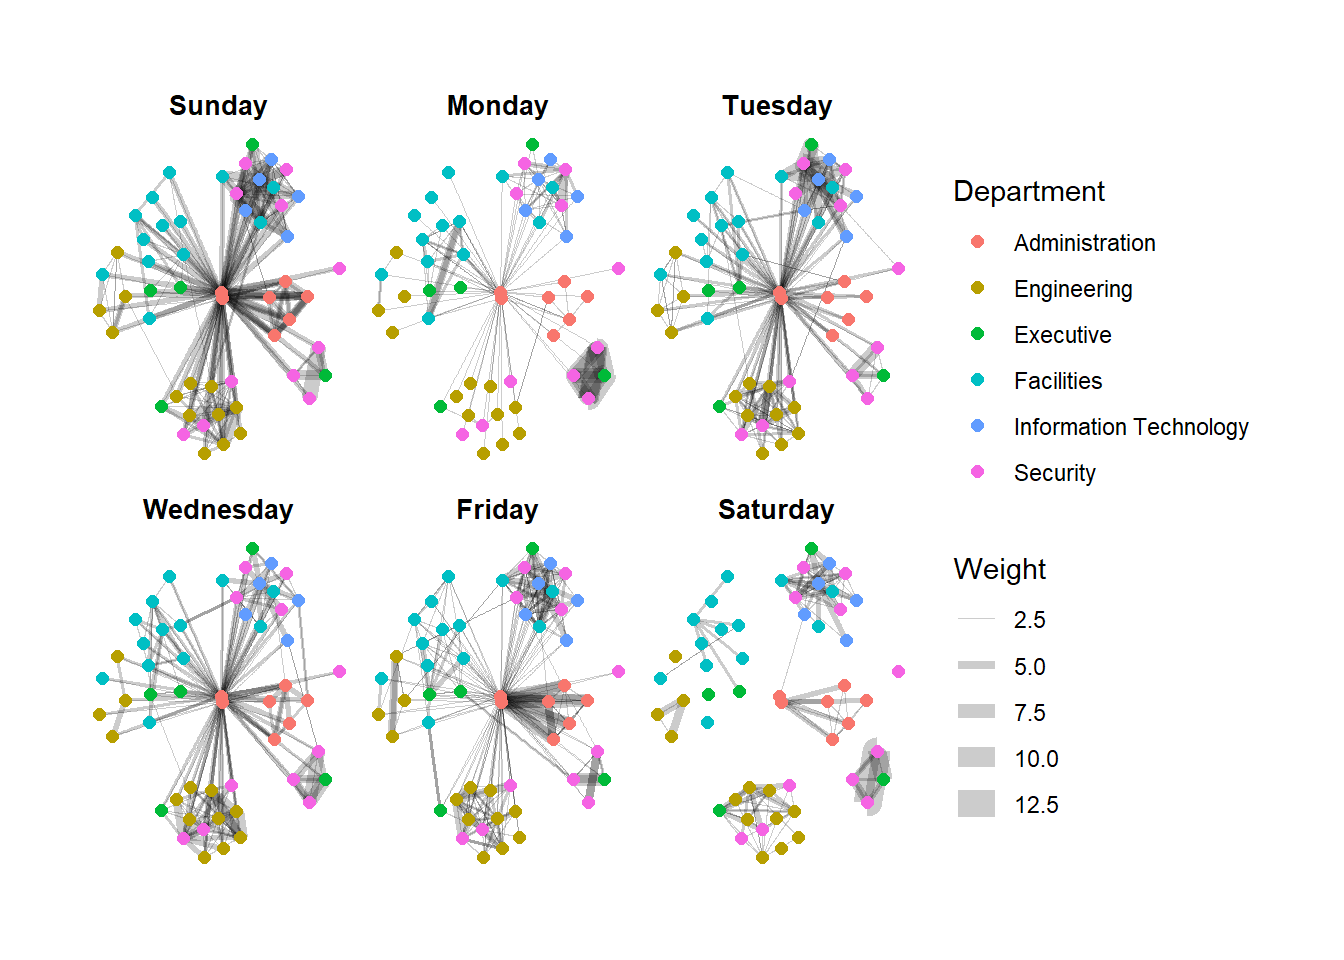 Sunday
Monday
Tuesday
Wednesday
Friday
Saturday
Department
Administration
Engineering
Executive
Facilities
Information Technology
Security
Weight
2.5
5.0
7.5
10.0
12.5